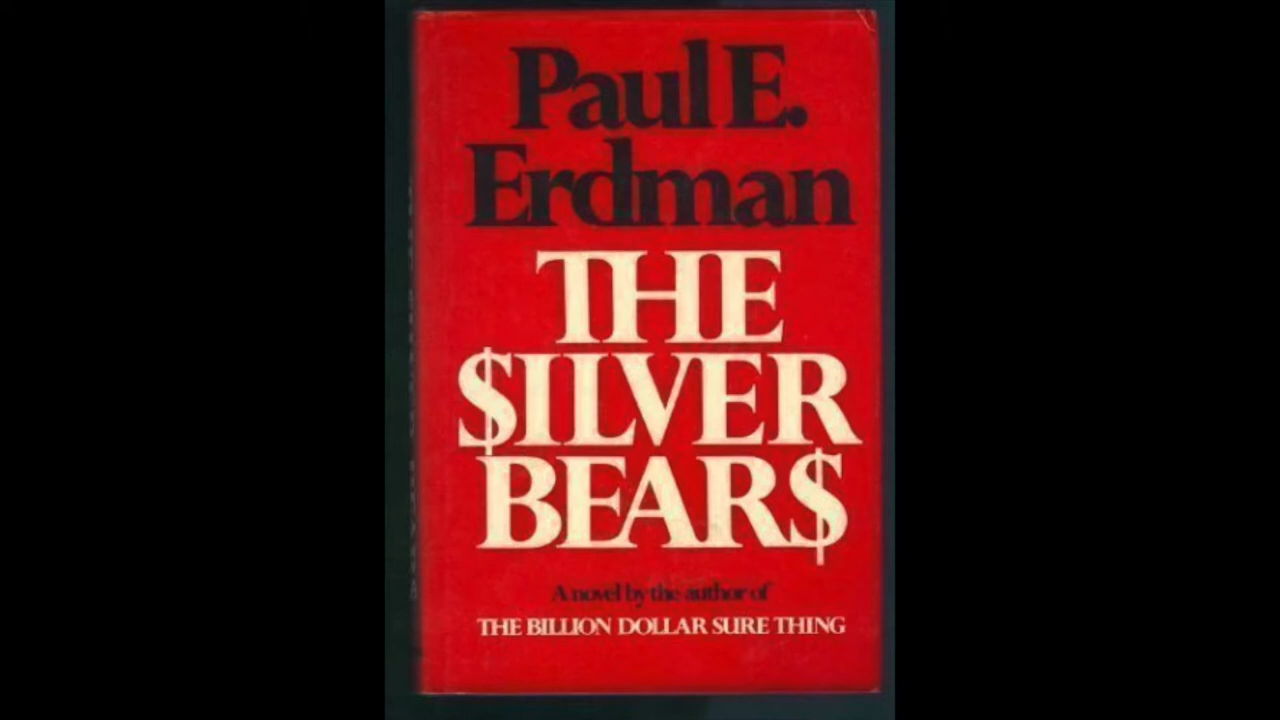 Paul E.
Erdman
THE
$ILVER
BEAR$
A novel by the author of
THE BILLION DOLLAR SURE THING